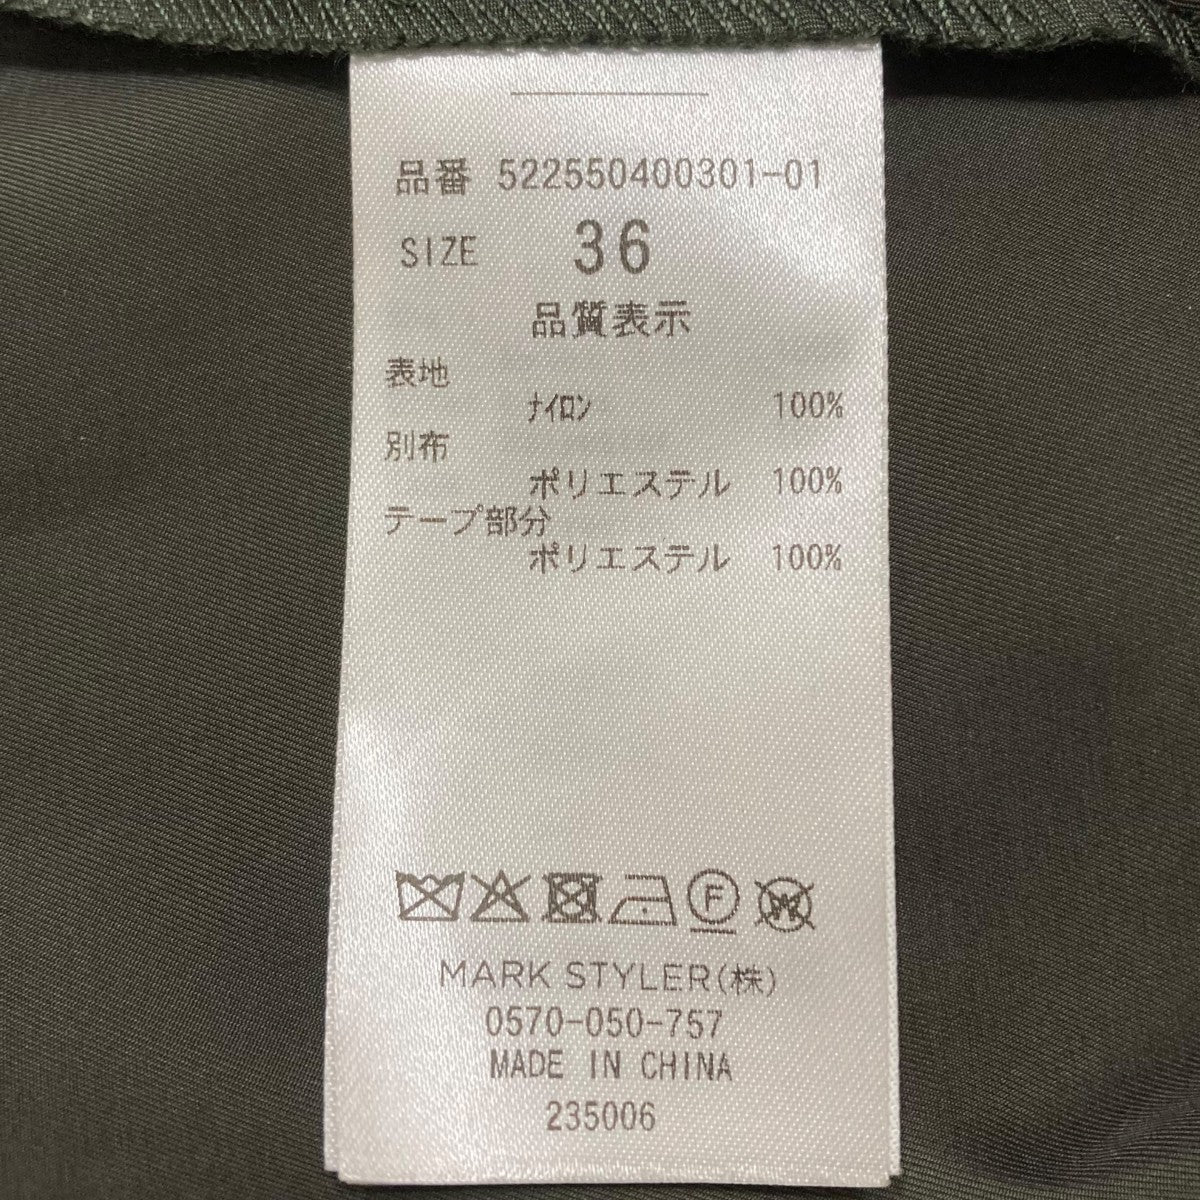 品番 522550400301-01
SIZE 36
品質表示
表地
ﾅｲﾛﾝ 100%
別布
ポリエステル 100%
テープ部分
ポリエステル 100%
F W
MARK STYLER(株)
0570-050-757
MADE IN CHINA
235006